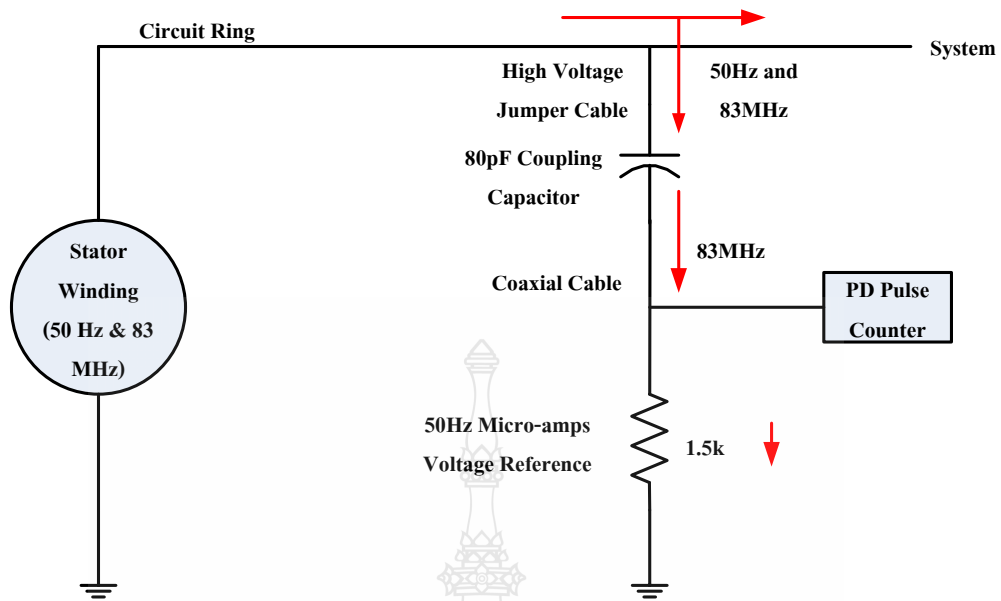 Circuit Ring
System
High Voltage
Jumper Cable
50Hz and
83MHz
80pF Coupling
Capacitor
83MHz
Coaxial Cable
Stator
Winding
(50 Hz & 83
MHz)
PD Pulse
Counter
50Hz Micro-amps
Voltage Reference
1.5k